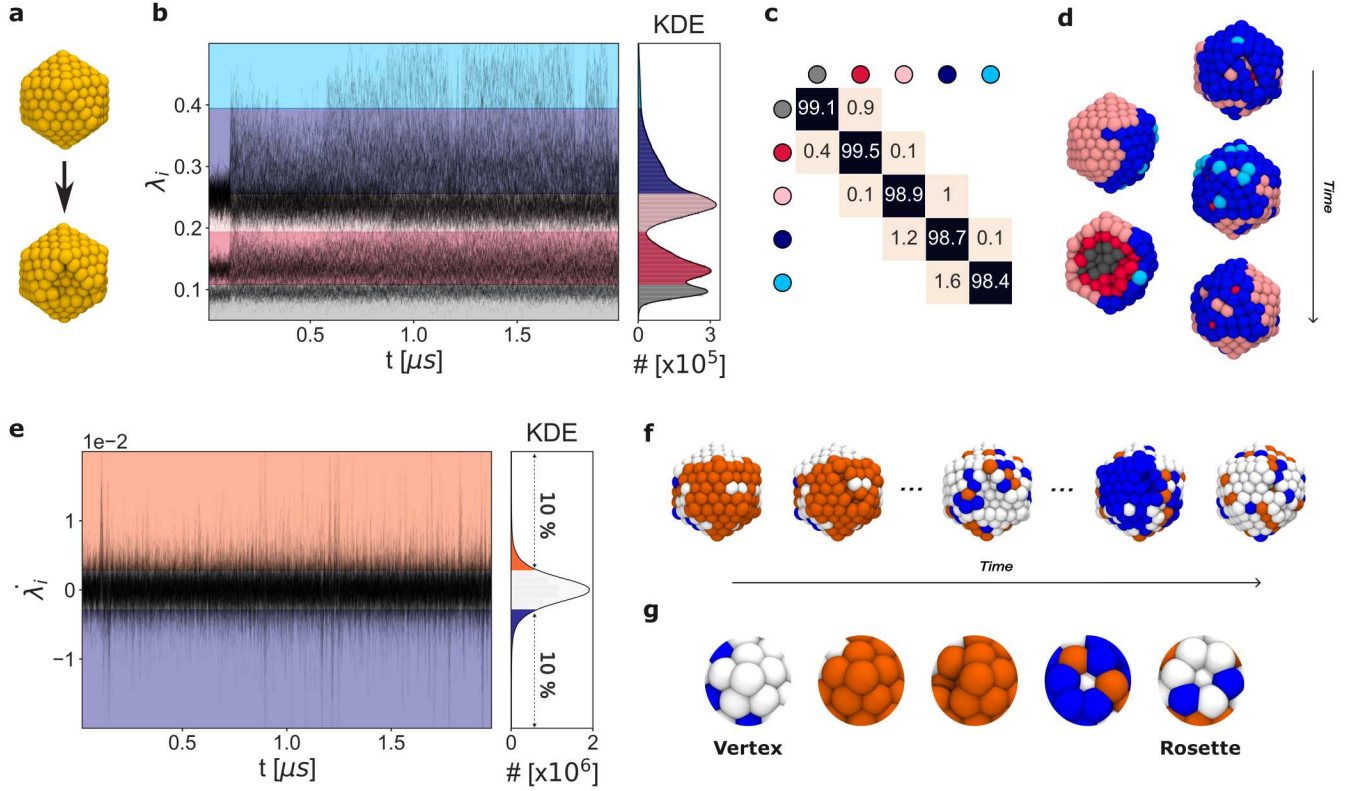 a
b
KDE
λᵢ
0.4
0.3
0.2
0.1
0.5
1.0
1.5
t [μs]
0
3
# [x10⁵]
c
99.1 0.9
0.4 99.5 0.1
0.1 98.9 1
1.2 98.7 0.1
1.6 98.4
d
Time
e
1e−2
KDE
λ̇ᵢ
1
0
−1
0.5
1.0
1.5
t [μs]
10 %
10 %
0
2
# [x10⁶]
f
...
...
Time
g
Vertex
Rosette